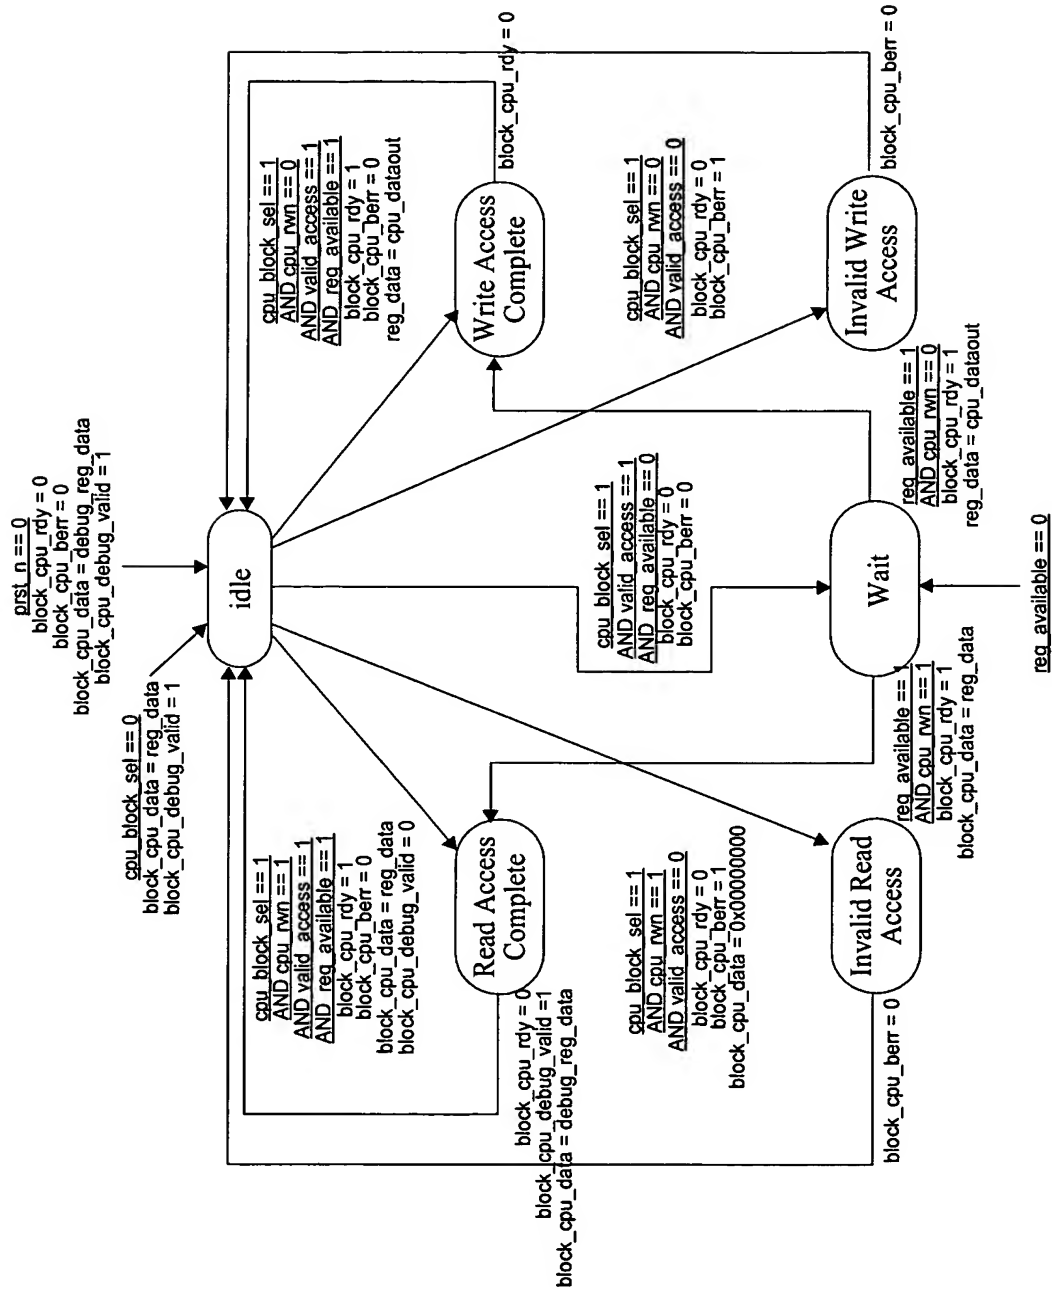 prst_n == 0
block_cpu_rdy = 0
block_cpu_berr = 0
block_cpu_data = debug_reg_data
block_cpu_debug_valid = 1
cpu_block_sel == 0
block_cpu_data = reg_data
block_cpu_debug_valid = 1
idle
cpu_block_sel == 1
AND cpu_rwn == 1
AND valid_access == 1
AND reg_available == 1
block_cpu_rdy = 1
block_cpu_berr = 0
block_cpu_data = reg_data
block_cpu_debug_valid = 0
cpu_block_sel == 1
AND cpu_rwn == 0
AND valid_access == 1
AND reg_available == 1
block_cpu_rdy = 1
block_cpu_berr = 0
reg_data = cpu_dataout
Read Access
Complete
Write Access
Complete
block_cpu_rdy = 0
block_cpu_rdy = 0
block_cpu_debug_valid =1
block_cpu_data = debug_reg_data
cpu_block_sel == 1
AND valid_access == 1
AND reg_available == 0
block_cpu_rdy = 0
block_cpu_berr = 0
cpu_block_sel == 1
AND cpu_rwn == 1
AND valid_access == 0
block_cpu_rdy = 0
block_cpu_berr = 1
block_cpu_data = 0x00000000
cpu_block_sel == 1
AND cpu_rwn == 0
AND valid_access == 0
block_cpu_rdy = 0
block_cpu_berr = 1
Invalid Read
Access
Wait
Invalid Write
Access
block_cpu_berr = 0
reg_available == 1
AND cpu_rwn == 1
block_cpu_rdy = 1
block_cpu_data = reg_data
reg_available == 1
AND cpu_rwn == 0
block_cpu_rdy = 1
reg_data = cpu_dataout
block_cpu_berr = 0
reg_available == 0